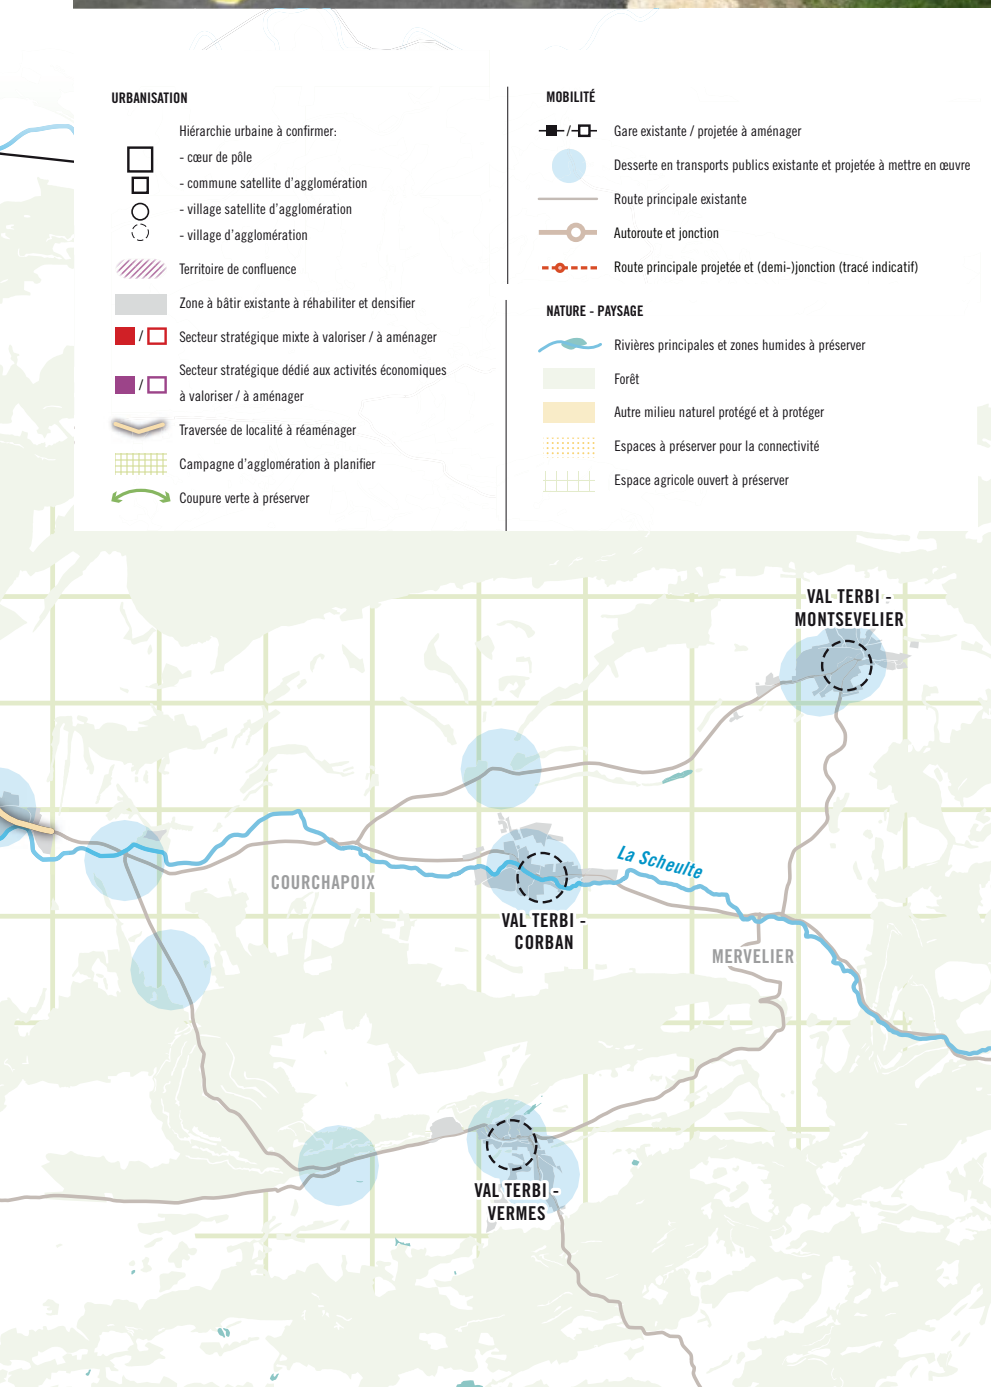 URBANISATION
Hiérarchie urbaine à confirmer:
- cœur de pôle
- commune satellite d'agglomération
- village satellite d'agglomération
- village d'agglomération
Territoire de confluence
Zone à bâtir existante à réhabiliter et densifier
/ Secteur stratégique mixte à valoriser / à aménager
/ Secteur stratégique dédié aux activités économiques
à valoriser / à aménager
Traversée de localité à réaménager
Campagne d'agglomération à planifier
Coupure verte à préserver
MOBILITÉ
/ Gare existante / projetée à aménager
Desserte en transports publics existante et projetée à mettre en œuvre
Route principale existante
Autoroute et jonction
Route principale projetée et (demi-)jonction (tracé indicatif)
NATURE - PAYSAGE
Rivières principales et zones humides à préserver
Forêt
Autre milieu naturel protégé et à protéger
Espaces à préserver pour la connectivité
Espace agricole ouvert à préserver
VAL TERBI -
MONTSEVELIER
La Scheulte
COURCHAPOIX
VAL TERBI -
CORBAN
MERVELIER
VAL TERBI -
VERMES